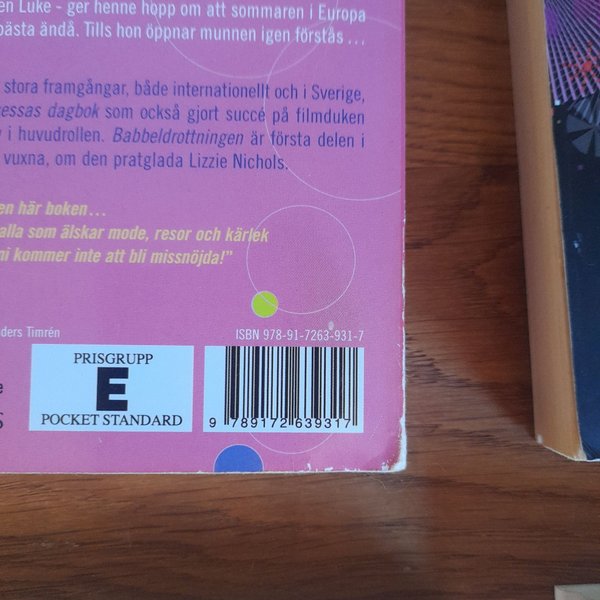 en Luke - ger henne hopp om att sommaren i Europa
bästa ändå. Tills hon öppnar munnen igen förstås ...
stora framgångar, både internationellt och i Sverige,
essas dagbok som också gjort succé på filmduken
i huvudrollen. Babbeldrottningen är första delen i
vuxna, om den pratglada Lizzie Nichols.
en här boken...
alla som älskar mode, resor och kärlek
ni kommer inte att bli missnöjda!"
ders Timrén
ISBN 978-91-7263-931-7
PRISGRUPP
E
POCKET STANDARD
9 789172 639317